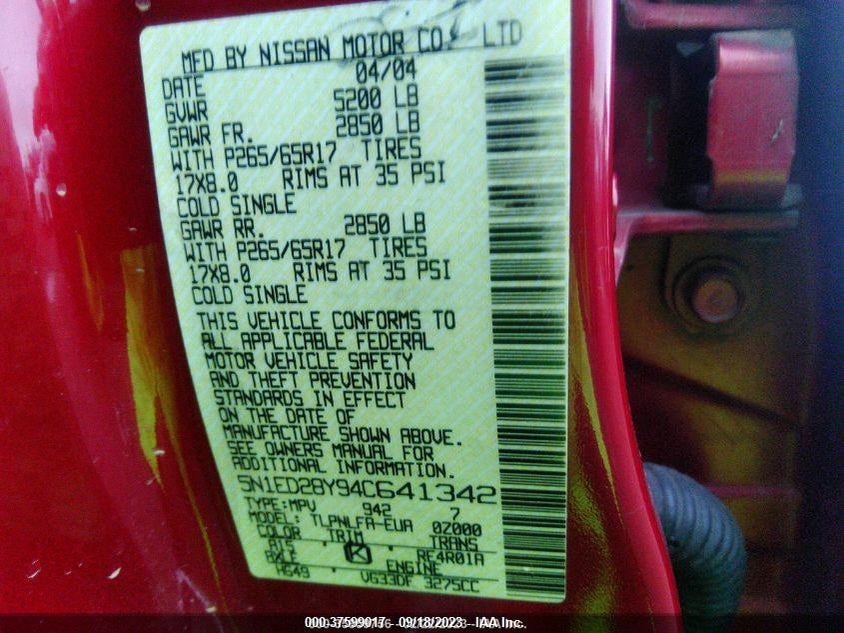 MFD BY NISSAN MOTOR CO., LTD
DATE 04/04
GVWR 5200 LB
GAWR FR. 2850 LB
WITH P265/65R17 TIRES
17X8.0 RIMS AT 35 PSI
COLD SINGLE
GAWR RR. 2850 LB
WITH P265/65R17 TIRES
17X8.0 RIMS AT 35 PSI
COLD SINGLE
THIS VEHICLE CONFORMS TO
ALL APPLICABLE FEDERAL
MOTOR VEHICLE SAFETY
AND THEFT PREVENTION
STANDARDS IN EFFECT
ON THE DATE OF
MANUFACTURE SHOWN ABOVE.
SEE OWNERS MANUAL FOR
ADDITIONAL INFORMATION.
5N1ED28Y94C641342
TYPE:MPV 942 7
MODEL: TLPNLFA-EUA 0Z000
COLOR TRIM TRANS
K RE4R01A
AXLE ENGINE
VG33DE 3275CC
000-37599017 - 09/18/2023 - IAA Inc.